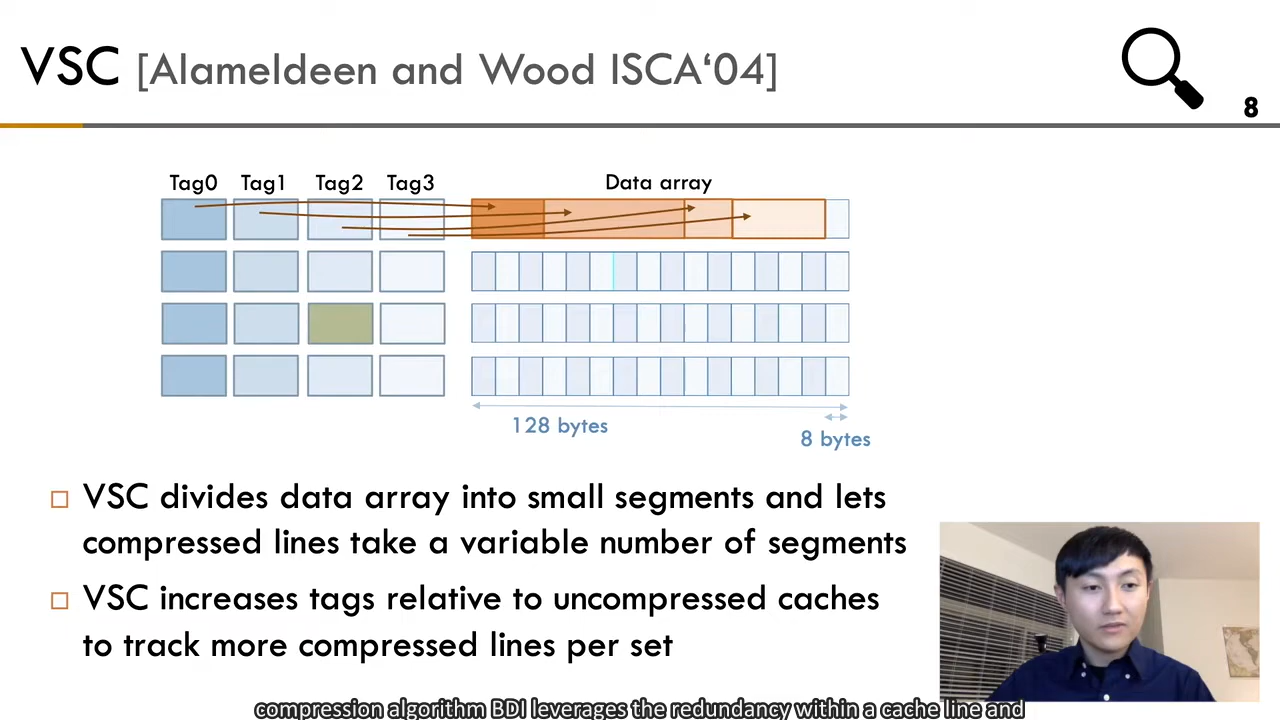 VSC [Alameldeen and Wood ISCA‘04]
8
Tag0 Tag1 Tag2 Tag3 Data array
128 bytes
8 bytes
VSC divides data array into small segments and lets
compressed lines take a variable number of segments
VSC increases tags relative to uncompressed caches
to track more compressed lines per set
compression algorithm BDI leverages the redundancy within a cache line and